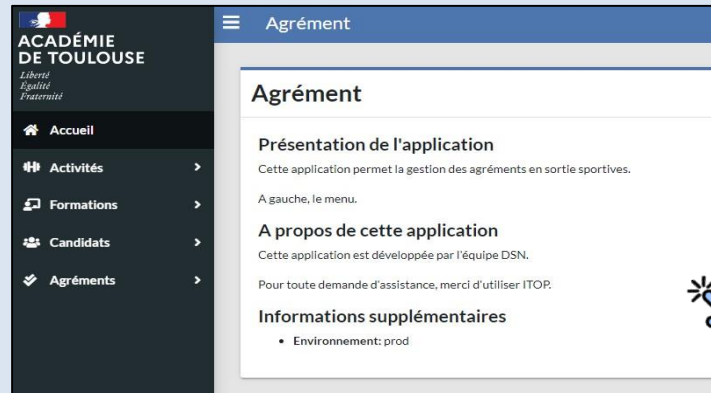 ACADÉMIE
DE TOULOUSE
Liberté
Égalité
Fraternité
Accueil
Activités
Formations
Candidats
Agréments
Agrément
Agrément
Présentation de l'application
Cette application permet la gestion des agréments en sortie sportives.
A gauche, le menu.
A propos de cette application
Cette application est développée par l'équipe DSN.
Pour toute demande d'assistance, merci d'utiliser ITOP.
Informations supplémentaires
• Environnement: prod